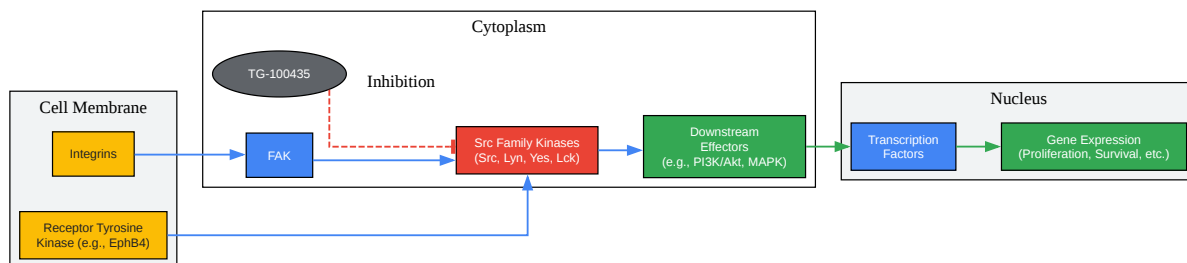 Cytoplasm
TG-100435
Inhibition
Cell Membrane
Integrins
FAK
Src Family Kinases
(Src, Lyn, Yes, Lck)
Downstream
Effectors
(e.g., PI3K/Akt, MAPK)
Nucleus
Transcription
Factors
Gene Expression
(Proliferation, Survival, etc.)
Receptor Tyrosine
Kinase (e.g., EphB4)